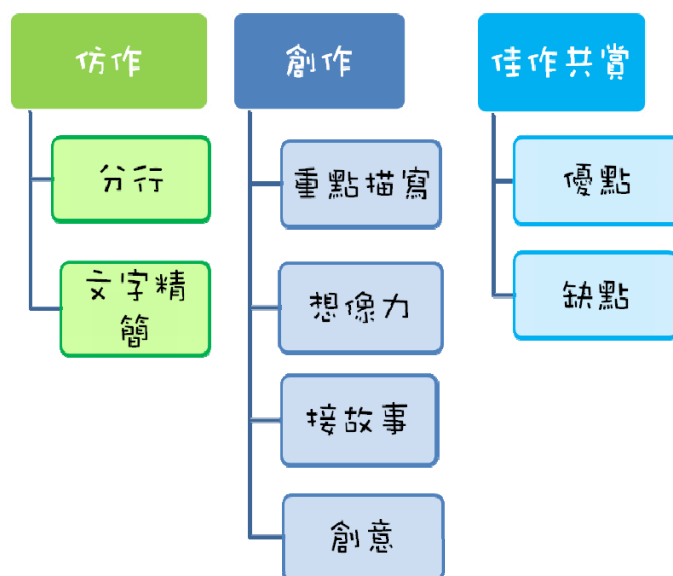 仿作
分行
文字精
簡
創作
重點描寫
想像力
接故事
創意
佳作共賞
優點
缺點